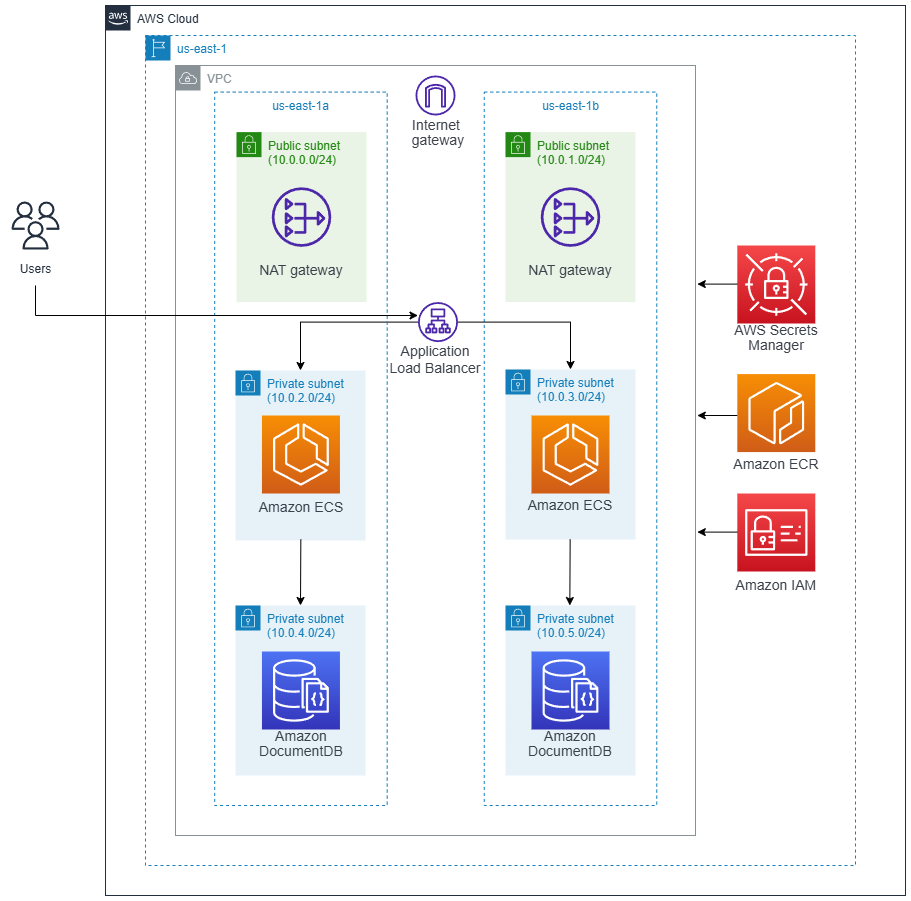 aws
AWS Cloud
us-east-1
VPC
us-east-1a
Internet
gateway
us-east-1b
Public subnet
(10.0.0.0/24)
Public subnet
(10.0.1.0/24)
NAT gateway
NAT gateway
Users
Application
Load Balancer
AWS Secrets
Manager
Private subnet
(10.0.2.0/24)
Private subnet
(10.0.3.0/24)
Amazon ECS
Amazon ECS
Amazon ECR
Amazon IAM
Private subnet
(10.0.4.0/24)
Private subnet
(10.0.5.0/24)
Amazon
DocumentDB
Amazon
DocumentDB